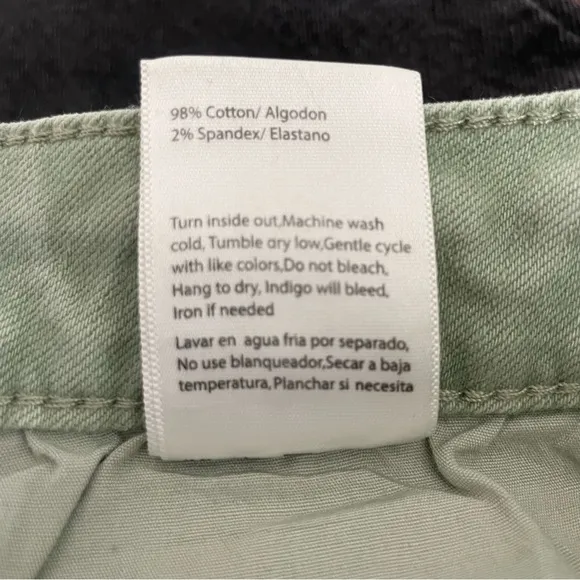 98% Cotton/ Algodon
2% Spandex/ Elastano
Turn inside out,Machine wash
cold, Tumble dry low,Gentle cycle
with like colors,Do not bleach,
Hang to dry, Indigo will bleed,
Iron if needed
Lavar en agua fria por separado,
No use blanqueador,Secar a baja
temperatura, Planchar si necesita